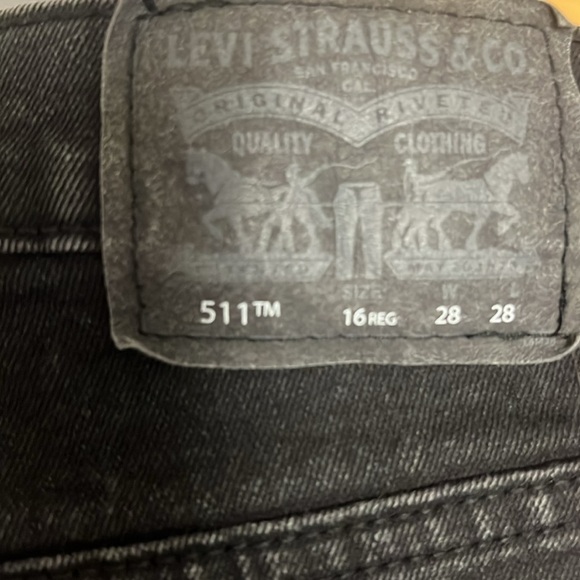 LEVI STRAUSS & CO.
SAN FRANCISCO
CAL.
ORIGINAL RIVETED
QUALITY CLOTHING
SIZE W L
511™ 16 REG 28 28